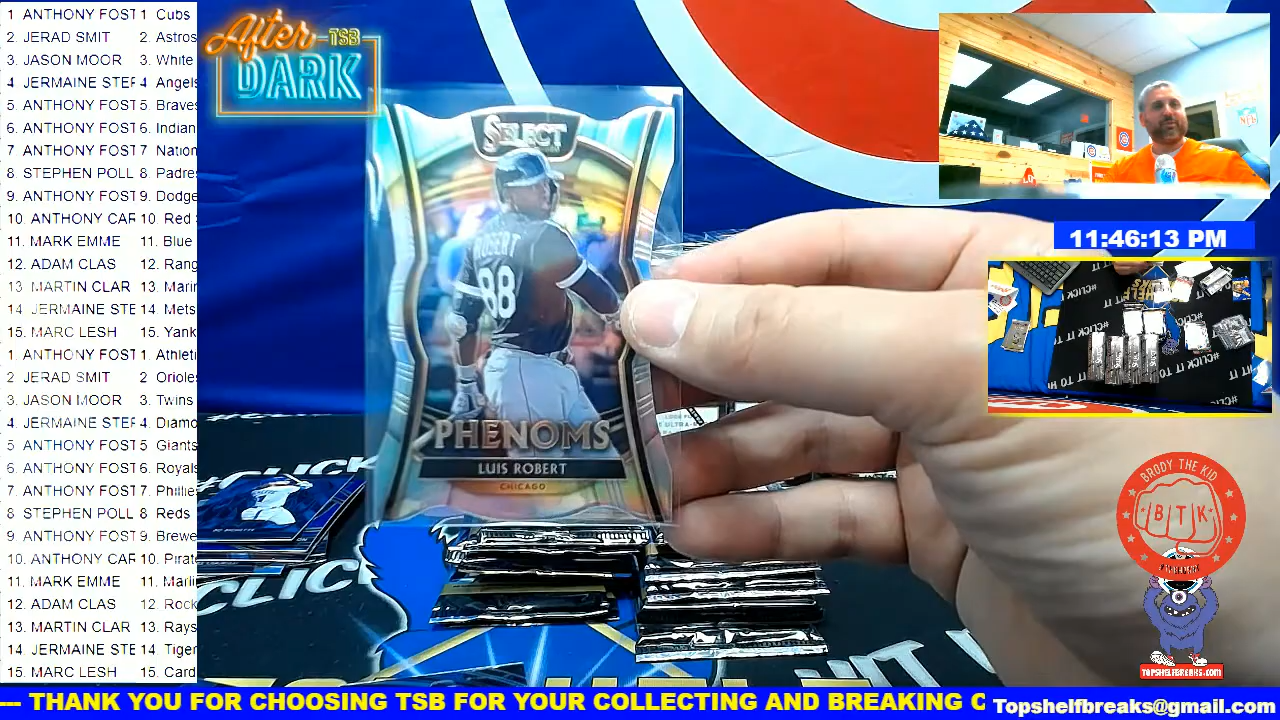 1 ANTHONY FOST 1 Cubs
2. JERAD SMIT 2. Astros
3. JASON MOOR 3. White
4 JERMAINE STEF 4. Angels
5. ANTHONY FOST 5. Braves
6. ANTHONY FOST 6. Indian
7 ANTHONY FOST 7. Nation
8. STEPHEN POLL 8. Padres
9. ANTHONY FOST 9. Dodge
10. ANTHONY CAR 10. Red
11. MARK EMME 11. Blue
12. ADAM CLAS 12. Rang
13. MARTIN CLAR 13. Mari
14 JERMAINE STE 14. Mets
15. MARC LESH 15. Yank
1. ANTHONY FOST 1. Athleti
2 JERAD SMIT 2 Oriole
3. JASON MOOR 3. Twins
4. JERMAINE STEF 4. Diamo
5 ANTHONY FOST 5. Giants
6. ANTHONY FOST 6. Royals
7. ANTHONY FOST 7. Phillie
8 STEPHEN POLL 8 Reds
9. ANTHONY FOST 9. Brewe
10. ANTHONY CAR 10. Pirat
11. MARK EMME 11. Marli
12. ADAM CLAS 12. Rock
13. MARTIN CLAR 13. Rays
14 JERMAINE STE 14. Tiger
15. MARC LESH 15. Card
After TSB
DARK
SELECT
ROBERT
88
PHENOMS
LUIS ROBERT
CHICAGO
11:46:13 PM
BRODY THE KID
BTK
TOPSHELFBREAKS.COM
CLICK
CLIC
HIT
--- THANK YOU FOR CHOOSING TSB FOR YOUR COLLECTING AND BREAKING
Topshelfbreaks@gmail.com